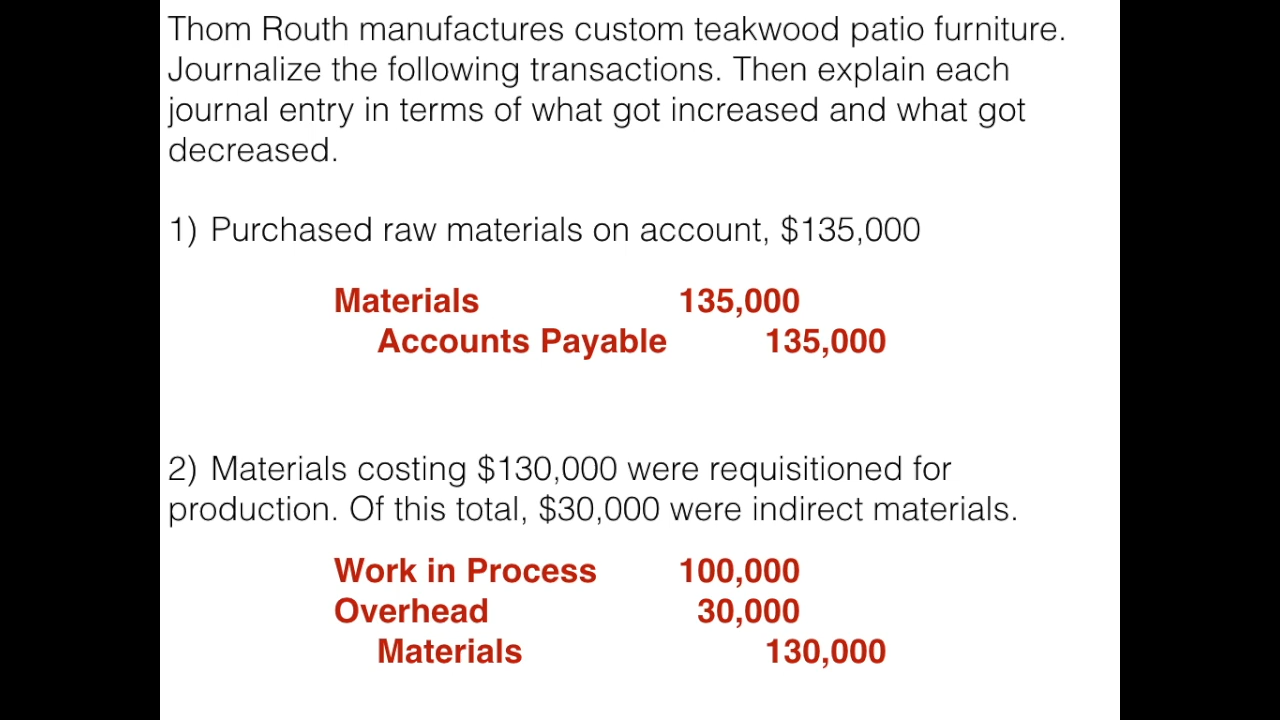 Thom Routh manufactures custom teakwood patio furniture.
Journalize the following transactions. Then explain each
journal entry in terms of what got increased and what got
decreased.
1) Purchased raw materials on account, $135,000
Materials 135,000
Accounts Payable 135,000
2) Materials costing $130,000 were requisitioned for
production. Of this total, $30,000 were indirect materials.
Work in Process 100,000
Overhead 30,000
Materials 130,000